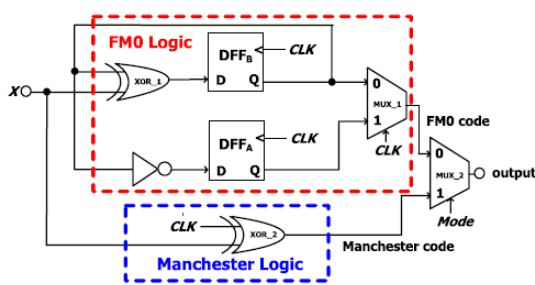 FM0 Logic
DFFB
CLK
D
Q
XOR_1
X
0
MUX_1
1
CLK
FM0 code
DFFA
CLK
D
Q
0
MUX_2
1
output
Mode
CLK
XOR_2
Manchester code
Manchester Logic